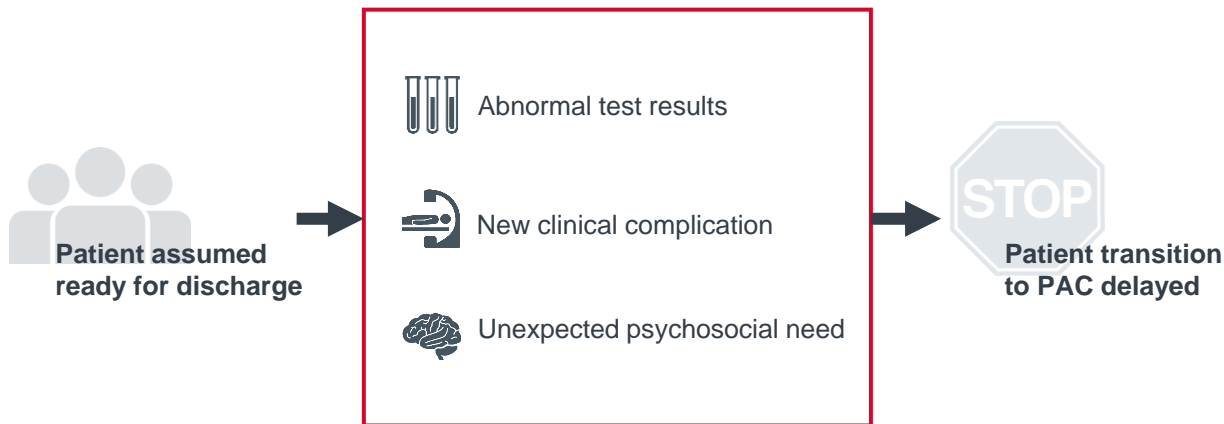 Abnormal test results
STOP
New clinical complication
Patient assumed
ready for discharge
Patient transition
to PAC delayed
Unexpected psychosocial need